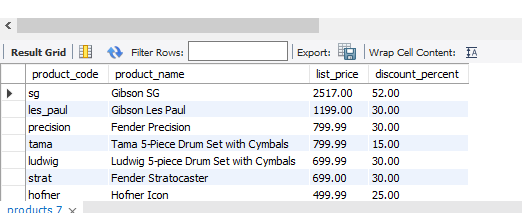 Result Grid Filter Rows: Export: Wrap Cell Content: IA
product_code product_name list_price discount_percent
sg Gibson SG 2517.00 52.00
les_paul Gibson Les Paul 1199.00 30.00
precision Fender Precision 799.99 30.00
tama Tama 5-Piece Drum Set with Cymbals 799.99 15.00
ludwig Ludwig 5-piece Drum Set with Cymbals 699.99 30.00
strat Fender Stratocaster 699.00 30.00
hofner Hofner Icon 499.99 25.00
products 7